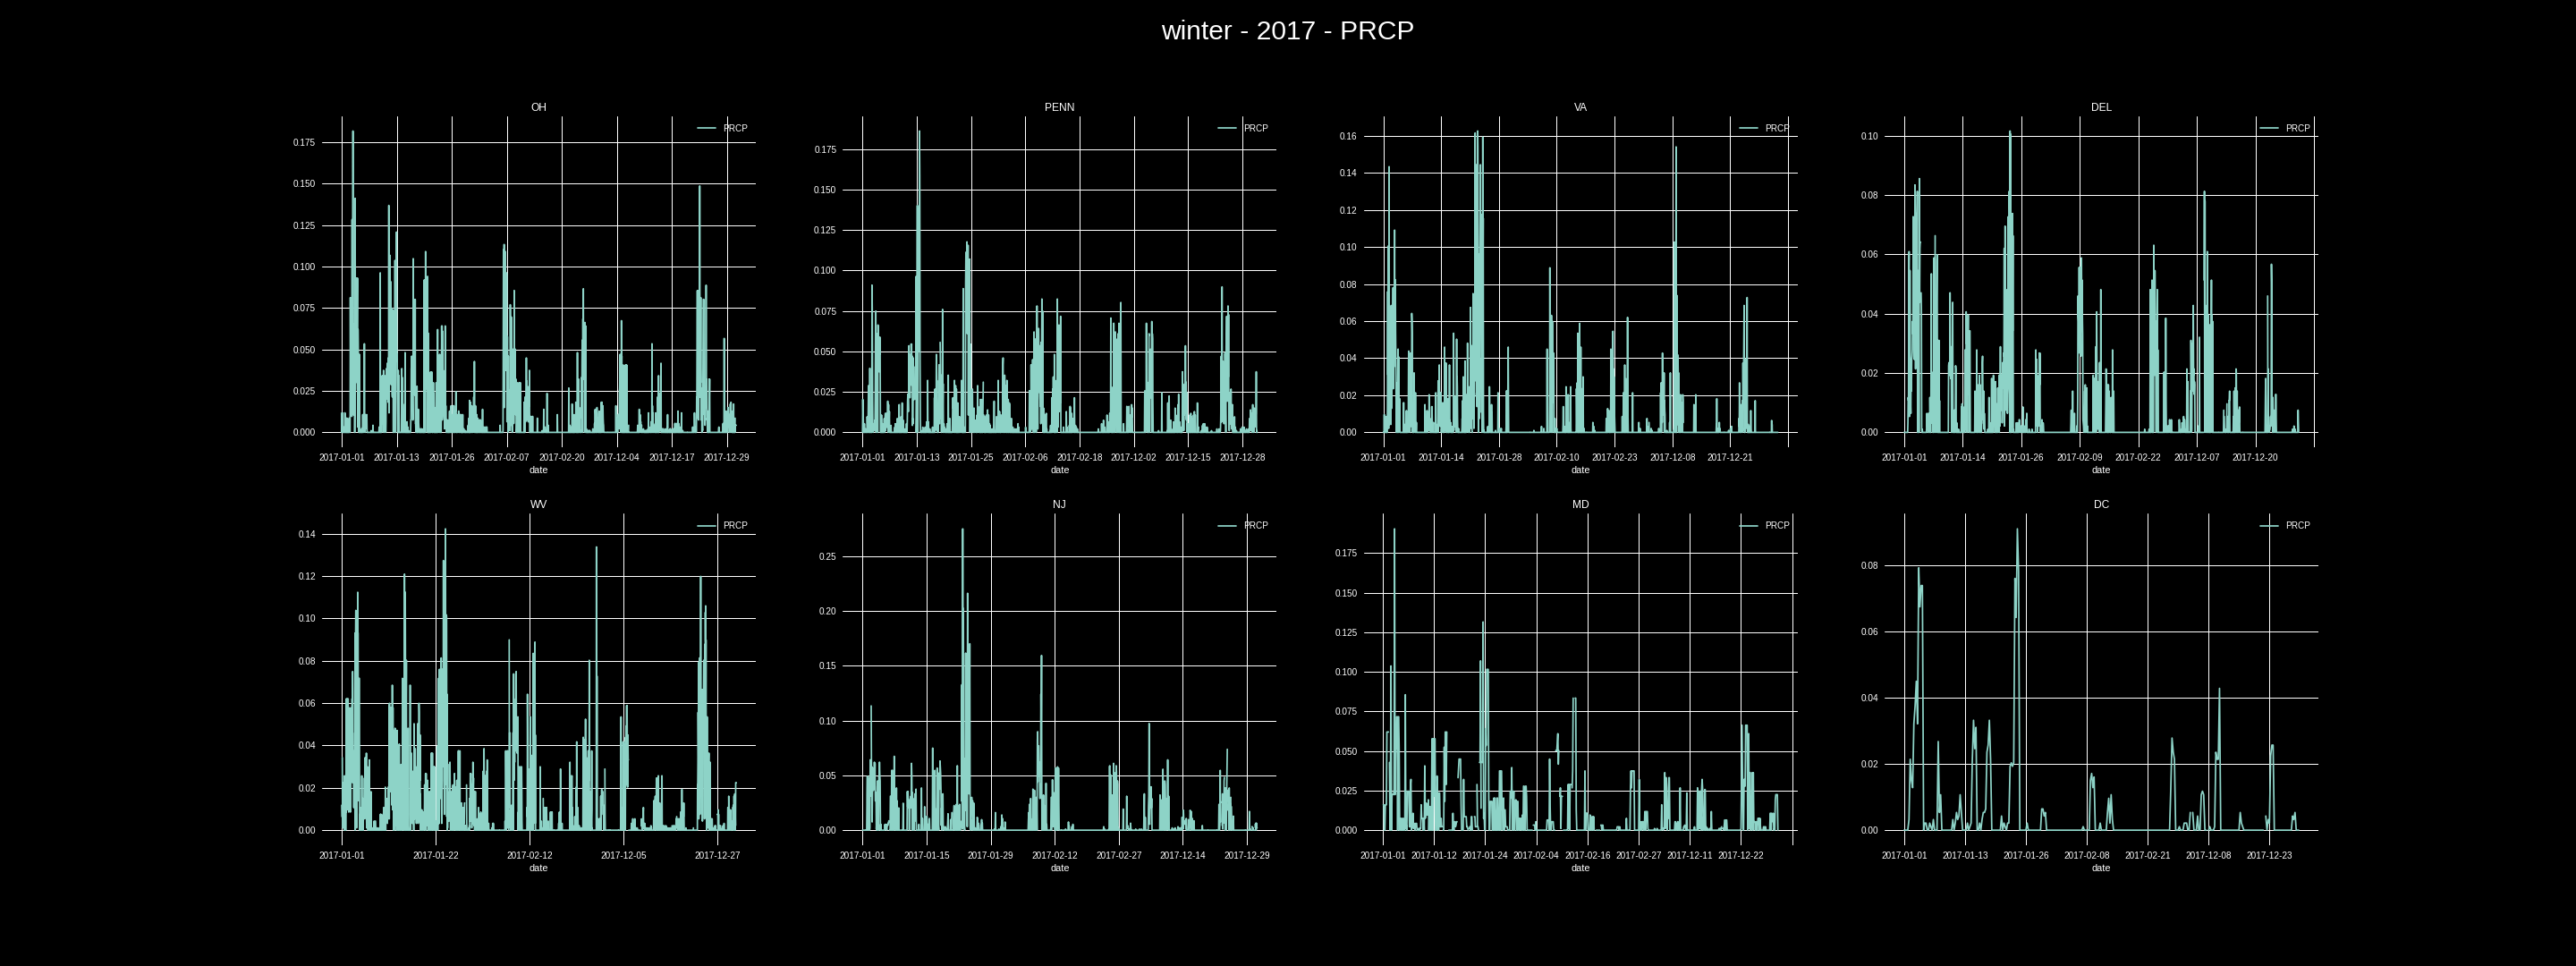 winter - 2017 - PRCP
OH
PRCP
0.175
0.150
0.125
0.100
0.075
0.050
0.025
0.000
2017-01-01 2017-01-13 2017-01-26 2017-02-07 2017-02-20 2017-12-04 2017-12-17 2017-12-29
date
PENN
PRCP
0.175
0.150
0.125
0.100
0.075
0.050
0.025
0.000
2017-01-01 2017-01-13 2017-01-25 2017-02-06 2017-02-18 2017-12-02 2017-12-15 2017-12-28
date
VA
PRCP
0.16
0.14
0.12
0.10
0.08
0.06
0.04
0.02
0.00
2017-01-01 2017-01-14 2017-01-28 2017-02-10 2017-02-23 2017-12-08 2017-12-21
date
DEL
PRCP
0.10
0.08
0.06
0.04
0.02
0.00
2017-01-01 2017-01-14 2017-01-26 2017-02-09 2017-02-22 2017-12-07 2017-12-20
date
WV
PRCP
0.14
0.12
0.10
0.08
0.06
0.04
0.02
0.00
2017-01-01 2017-01-22 2017-02-12 2017-12-05 2017-12-27
date
NJ
PRCP
0.25
0.20
0.15
0.10
0.05
0.00
2017-01-01 2017-01-15 2017-01-29 2017-02-12 2017-02-27 2017-12-14 2017-12-29
date
MD
PRCP
0.175
0.150
0.125
0.100
0.075
0.050
0.025
0.000
2017-01-01 2017-01-12 2017-01-24 2017-02-04 2017-02-16 2017-02-27 2017-12-11 2017-12-22
date
DC
PRCP
0.08
0.06
0.04
0.02
0.00
2017-01-01 2017-01-13 2017-01-26 2017-02-08 2017-02-21 2017-12-08 2017-12-23
date